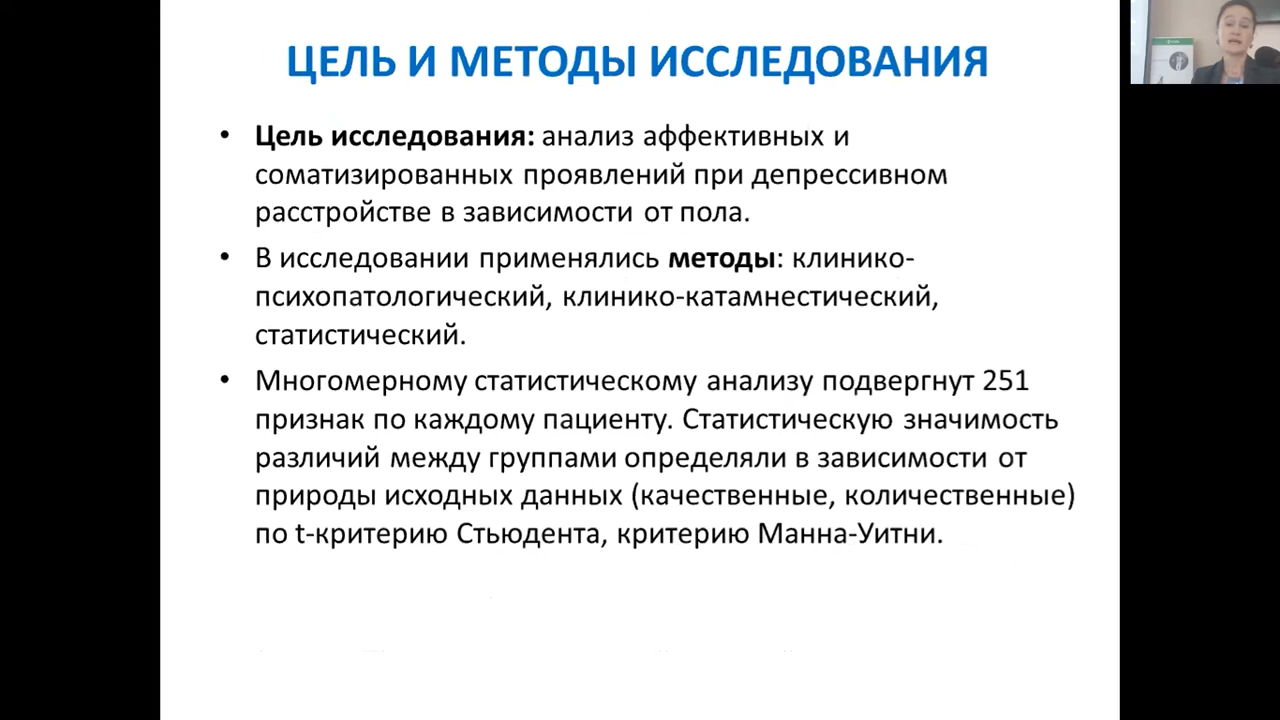 ЦЕЛЬ И МЕТОДЫ ИССЛЕДОВАНИЯ
• Цель исследования: анализ аффективных и
соматизированных проявлений при депрессивном
расстройстве в зависимости от пола.
• В исследовании применялись методы: клинико-
психопатологический, клинико-катамнестический,
статистический.
• Многомерному статистическому анализу подвергнут 251
признак по каждому пациенту. Статистическую значимость
различий между группами определяли в зависимости от
природы исходных данных (качественные, количественные)
по t-критерию Стьюдента, критерию Манна-Уитни.